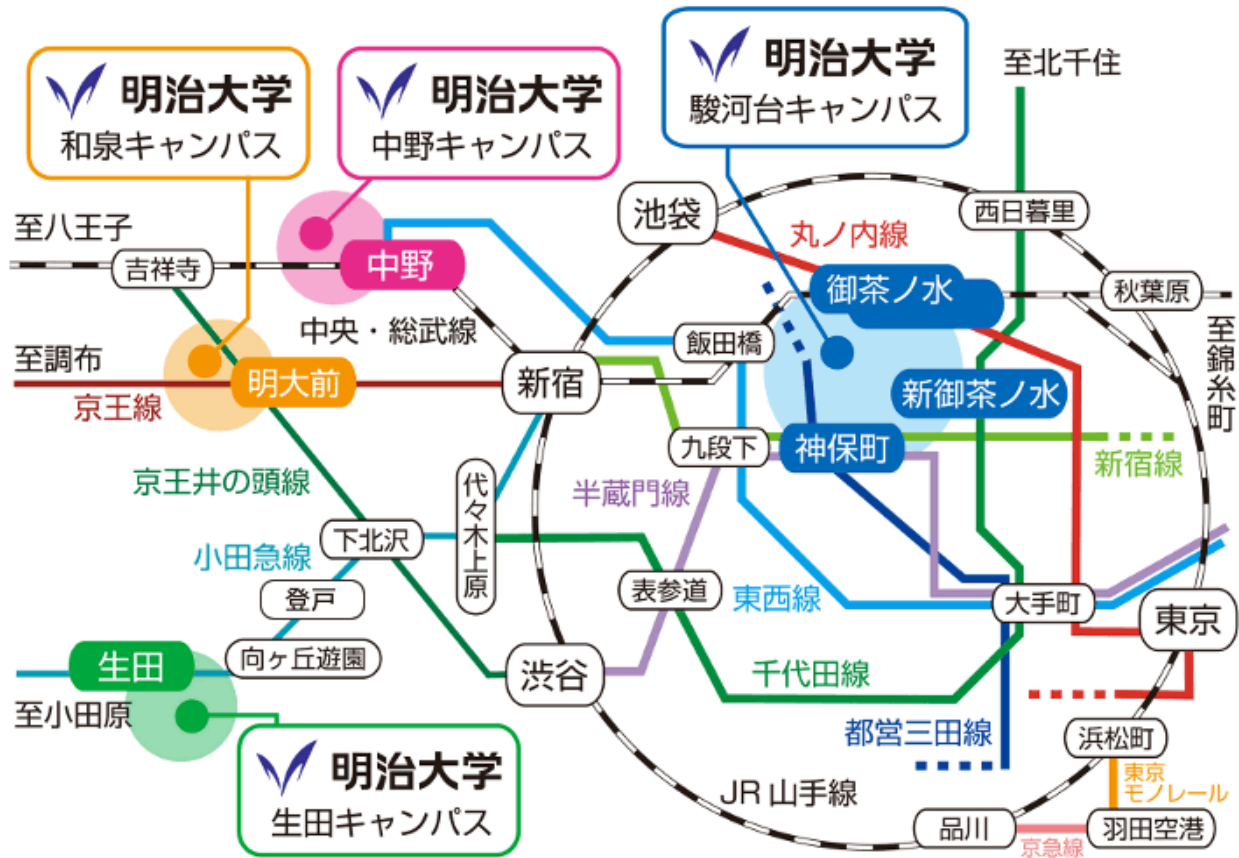 明治大学
和泉キャンパス
明治大学
中野キャンパス
明治大学
駿河台キャンパス
至北千住
至八王子
吉祥寺
中野
池袋
西日暮里
丸ノ内線
御茶ノ水
秋葉原
中央・総武線
飯田橋
至錦糸町
至調布
京王線
明大前
新宿
新御茶ノ水
九段下
神保町
新宿線
京王井の頭線
半蔵門線
代々木上原
小田急線
下北沢
登戸
表参道
東西線
大手町
東京
生田
向ヶ丘遊園
渋谷
千代田線
至小田原
都営三田線
浜松町
明治大学
生田キャンパス
JR 山手線
東京
モノレール
品川
京急線
羽田空港